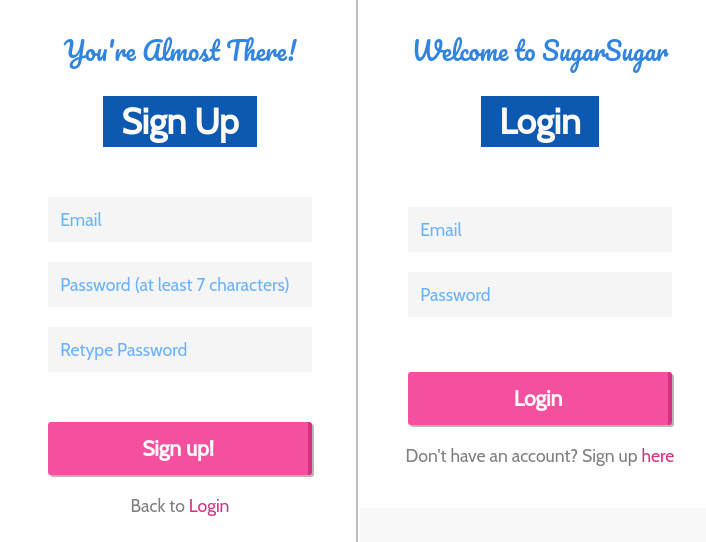 You're Almost There!
Sign Up
Email
Password (at least 7 characters)
Retype Password
Sign up!
Back to Login
Welcome to SugarSugar
Login
Email
Password
Login
Don't have an account? Sign up here